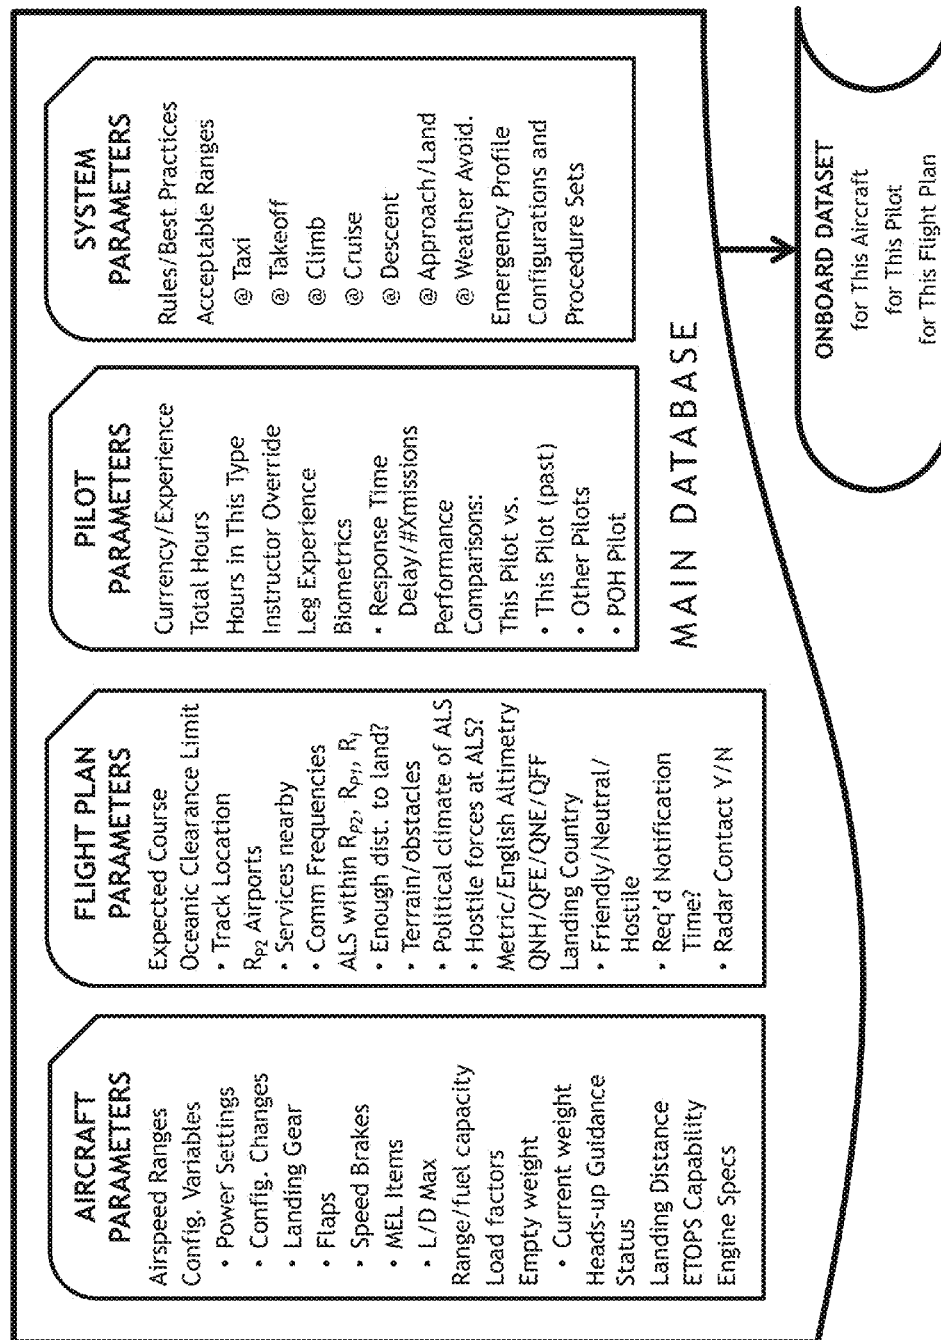 AIRCRAFT
PARAMETERS
Airspeed Ranges
Config. Variables
• Power Settings
• Config. Changes
• Landing Gear
• Flaps
• Speed Brakes
• MEL Items
• L/D Max
Range/fuel capacity
Load factors
Empty weight
• Current weight
Heads-up Guidance
Status
Landing Distance
ETOPS Capability
Engine Specs
FLIGHT PLAN
PARAMETERS
Expected Course
Oceanic Clearance Limit
• Track Location
RP2 Airports
• Services nearby
• Comm Frequencies
ALS within RP2, RP1, Ri
• Enough dist. to land?
• Terrain/obstacles
• Political climate of ALS
• Hostile forces at ALS?
Metric/English Altimetry
QNH/QFE/QNE/QFF
Landing Country
• Friendly/Neutral/
Hostile
• Req'd Notification
Time?
• Radar Contact Y/N
PILOT
PARAMETERS
Currency/Experience
Total Hours
Hours in This Type
Instructor Override
Leg Experience
Biometrics
• Response Time
Delay/#Xmissions
Performance
Comparisons:
This Pilot vs.
• This Pilot (past)
• Other Pilots
• POH Pilot
SYSTEM
PARAMETERS
Rules/Best Practices
Acceptable Ranges
@ Taxi
@ Takeoff
@ Climb
@ Cruise
@ Descent
@ Approach/Land
@ Weather Avoid.
Emergency Profile
Configurations and
Procedure Sets
MAIN DATABASE
ONBOARD DATASET
for This Aircraft
for This Pilot
for This Flight Plan